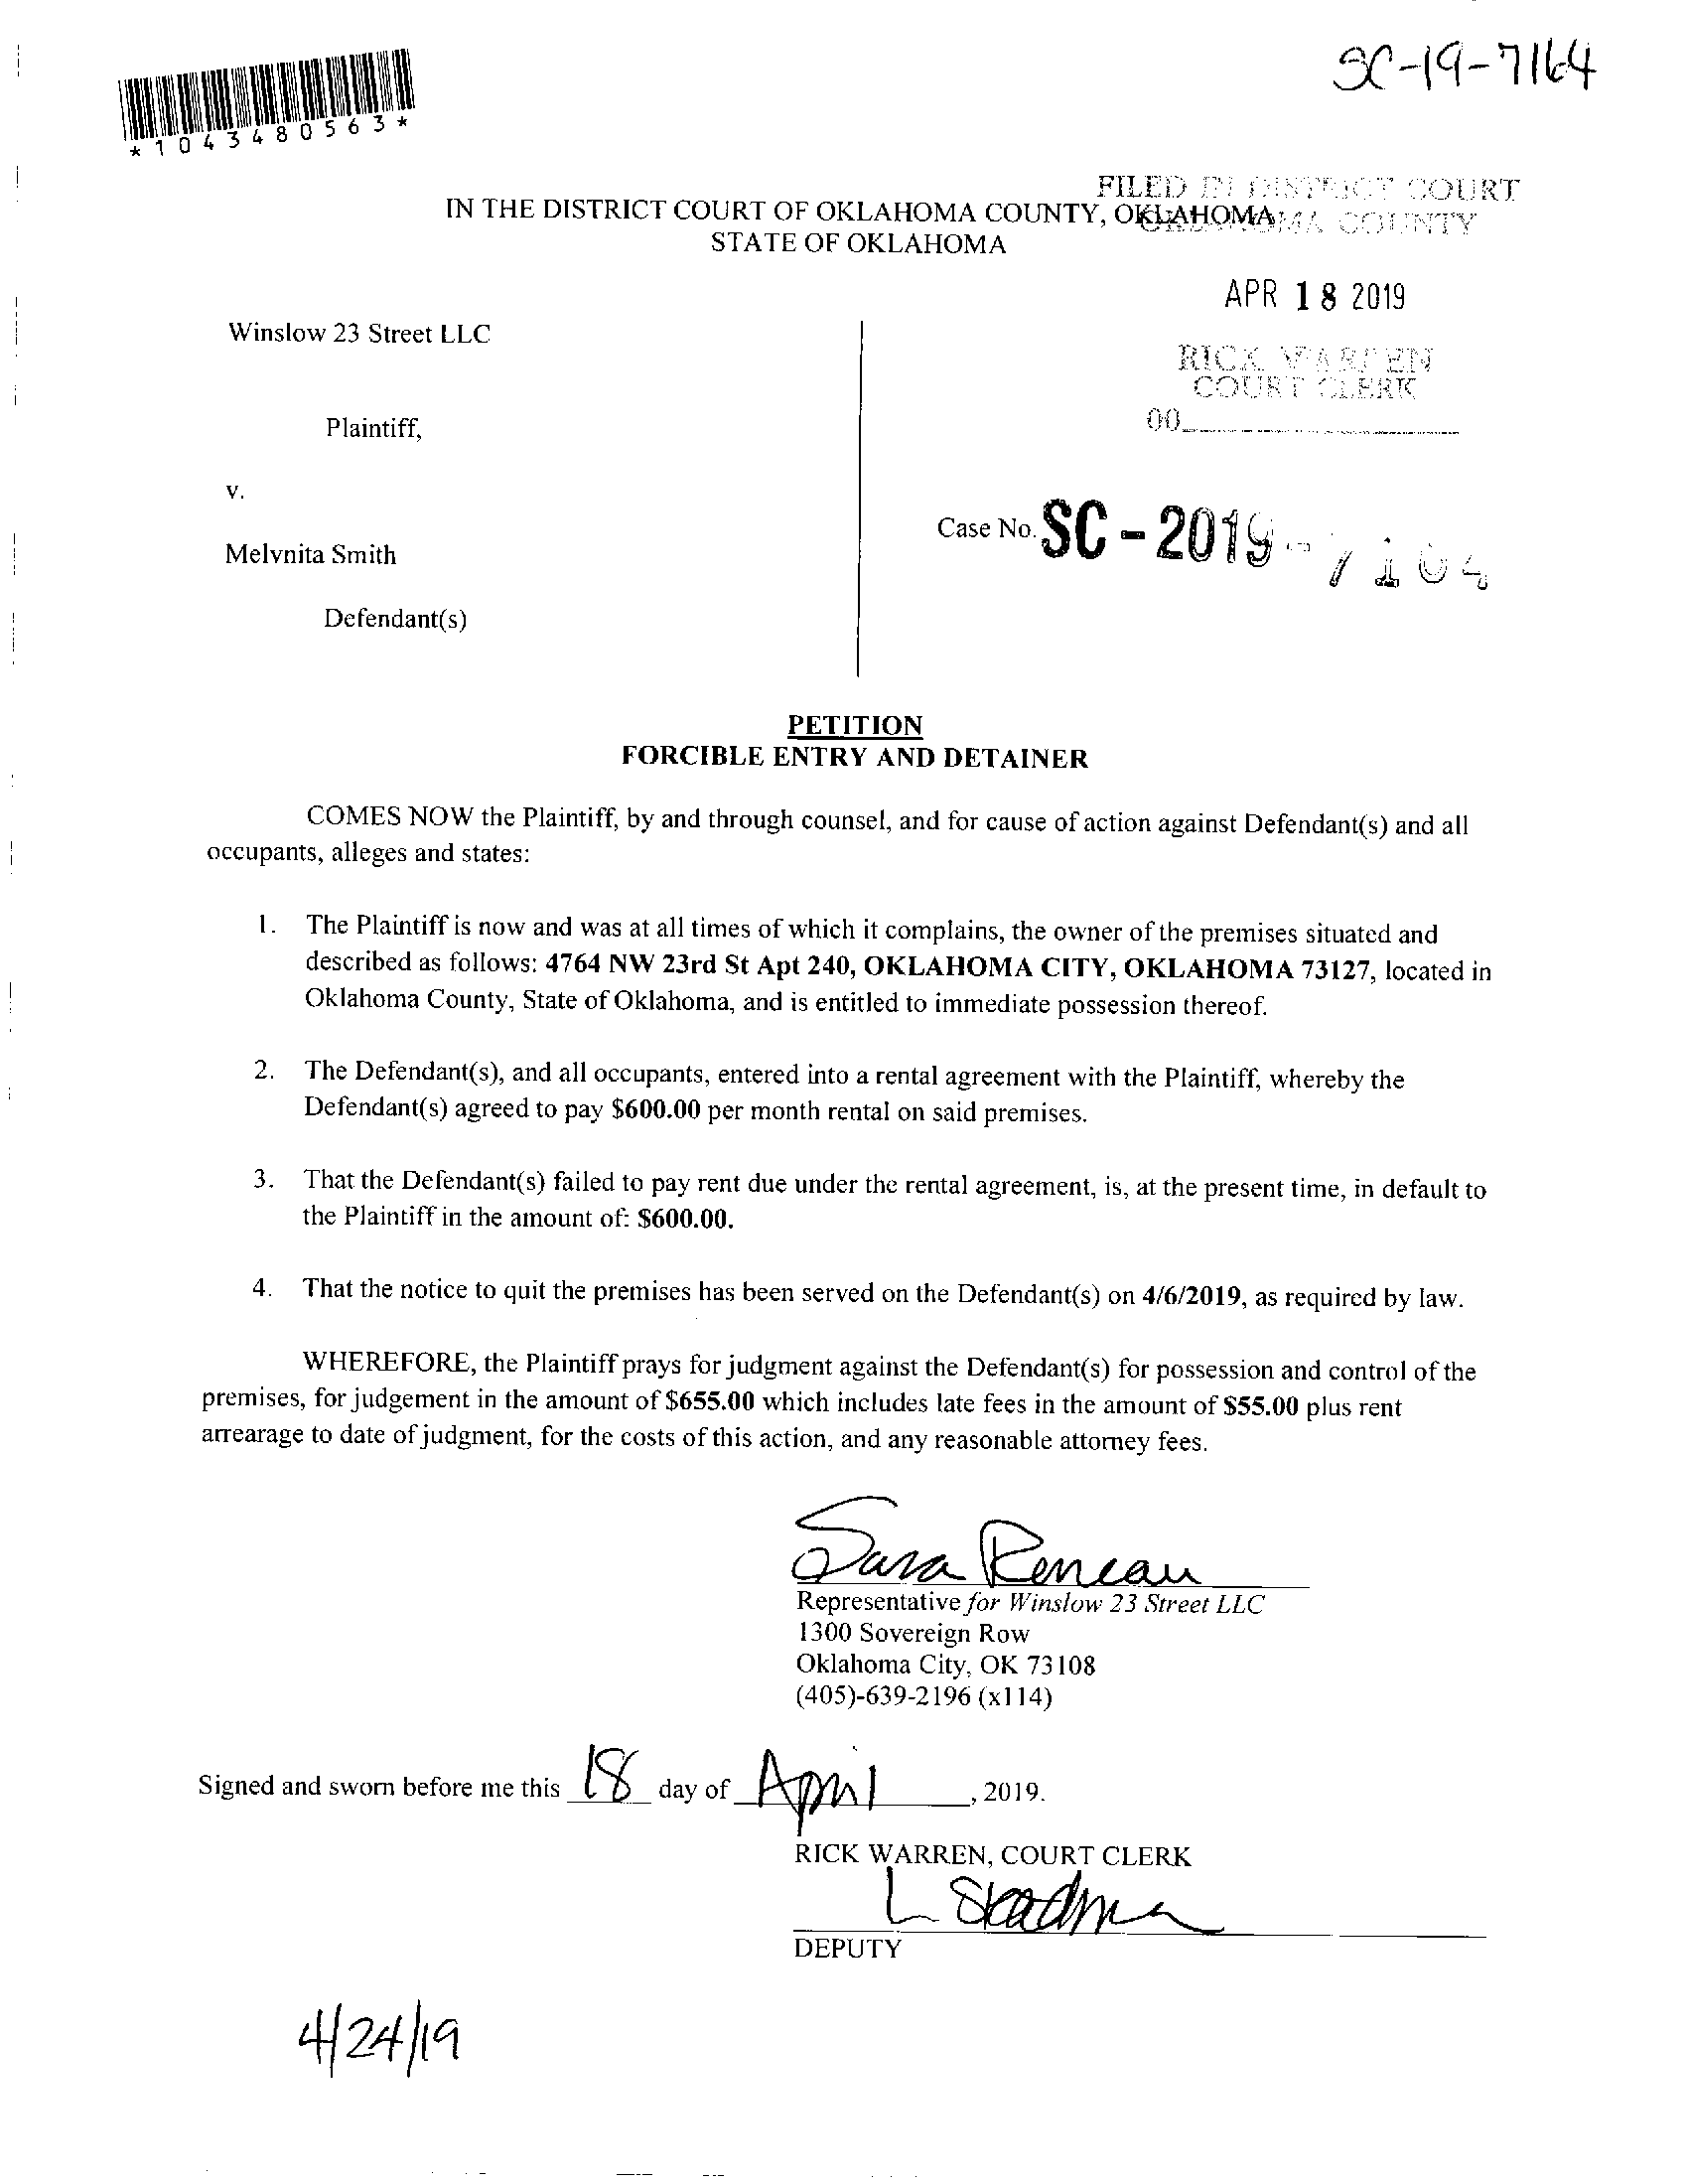 SC-19-7164
*1043480563*
FILED IN DISTRICT COURT
OKLAHOMA COUNTY
IN THE DISTRICT COURT OF OKLAHOMA COUNTY, OKLAHOMA
STATE OF OKLAHOMA
APR 18 2019
Winslow 23 Street LLC
RICK WARREN
COURT CLERK
Plaintiff,
00
v.
Case No. SC-2019-7164
Melvnita Smith
Defendant(s)
PETITION
FORCIBLE ENTRY AND DETAINER
COMES NOW the Plaintiff, by and through counsel, and for cause of action against Defendant(s) and all
occupants, alleges and states:
1. The Plaintiff is now and was at all times of which it complains, the owner of the premises situated and
described as follows: 4764 NW 23rd St Apt 240, OKLAHOMA CITY, OKLAHOMA 73127, located in
Oklahoma County, State of Oklahoma, and is entitled to immediate possession thereof.
2. The Defendant(s), and all occupants, entered into a rental agreement with the Plaintiff, whereby the
Defendant(s) agreed to pay $600.00 per month rental on said premises.
3. That the Defendant(s) failed to pay rent due under the rental agreement, is, at the present time, in default to
the Plaintiff in the amount of: $600.00.
4. That the notice to quit the premises has been served on the Defendant(s) on 4/6/2019, as required by law.
WHEREFORE, the Plaintiff prays for judgment against the Defendant(s) for possession and control of the
premises, for judgement in the amount of $655.00 which includes late fees in the amount of $55.00 plus rent
arrearage to date of judgment, for the costs of this action, and any reasonable attorney fees.
Sara Reneau
Representative for Winslow 23 Street LLC
1300 Sovereign Row
Oklahoma City, OK 73108
(405)-639-2196 (x114)
Signed and sworn before me this 18 day of April, 2019.
RICK WARREN, COURT CLERK
L
DEPUTY
4/24/19